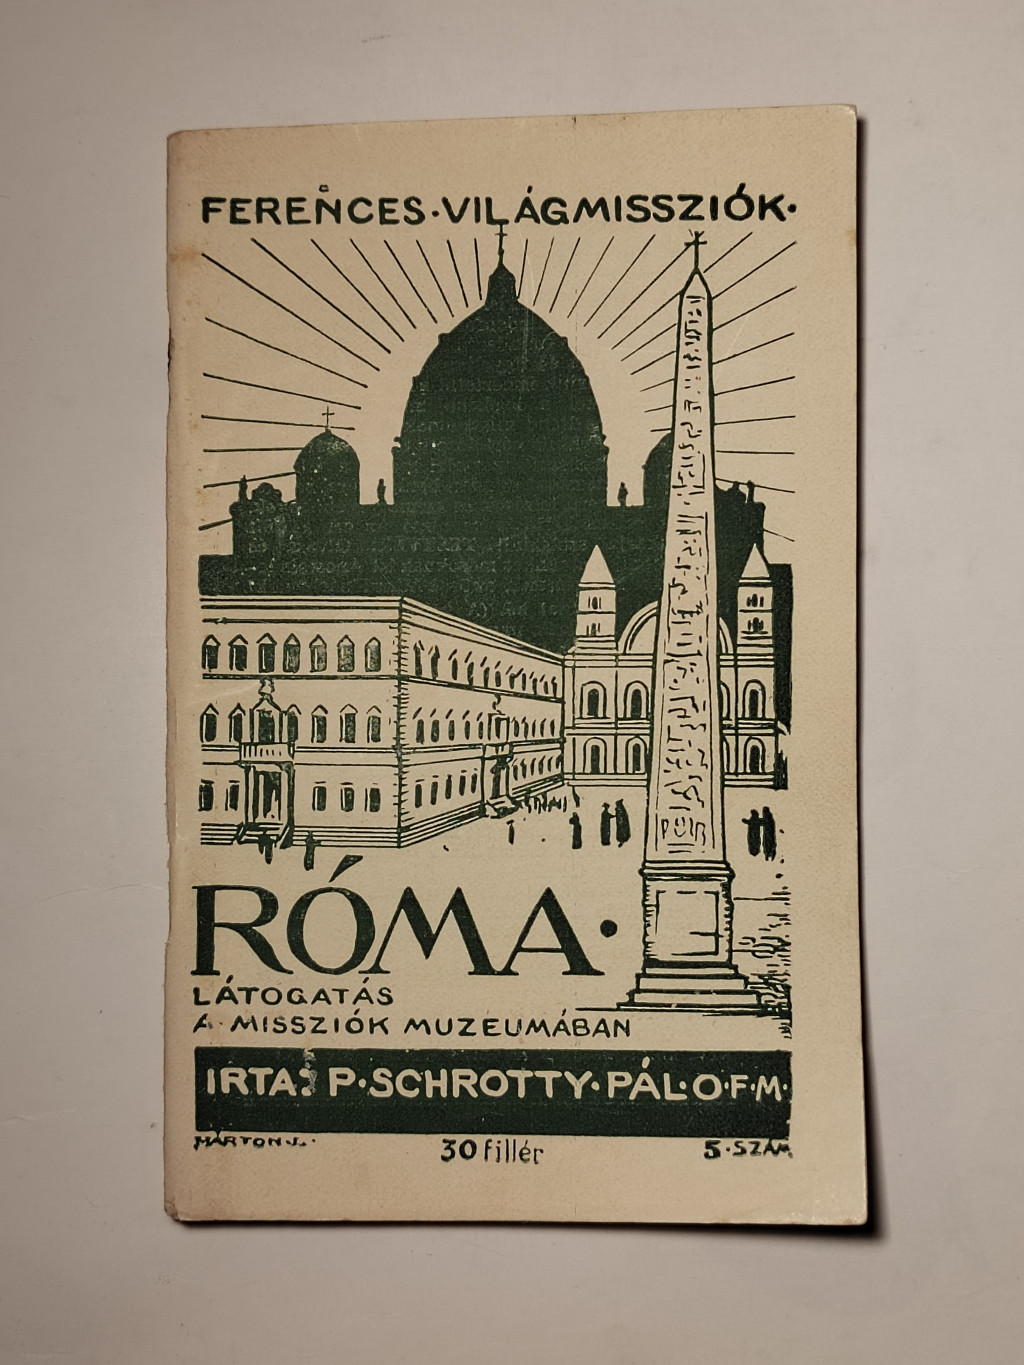 FERENCES·VILÁGMISSZIÓK·
RÓMA·
LÁTOGATÁS
A·MISSZIÓK MUZEUMÁBAN
IRTA: P·SCHROTTY·PÁL·O·F·M·
MÁRTON·L·
30 fillér
5·SZÁM